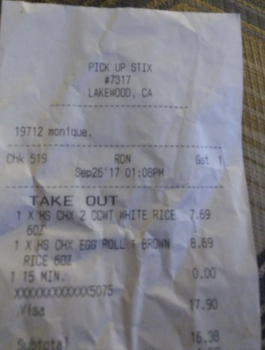 PICK UP STIX
#7317
LAKEWOOD, CA
19712 monique.
Chk 519 RON Gst 1
Sep26'17 01:08PM
TAKE OUT
1 X HS CHX 2 CCWT WHITE RICE 7.69
6OZ
1 X HS CHX EGG ROLL 1 BROWN 8.69
RICE 6OZ
1 15 MIN. 0.00
XXXXXXXXXXXX5075
Visa 17.90
Subtotal 16.38